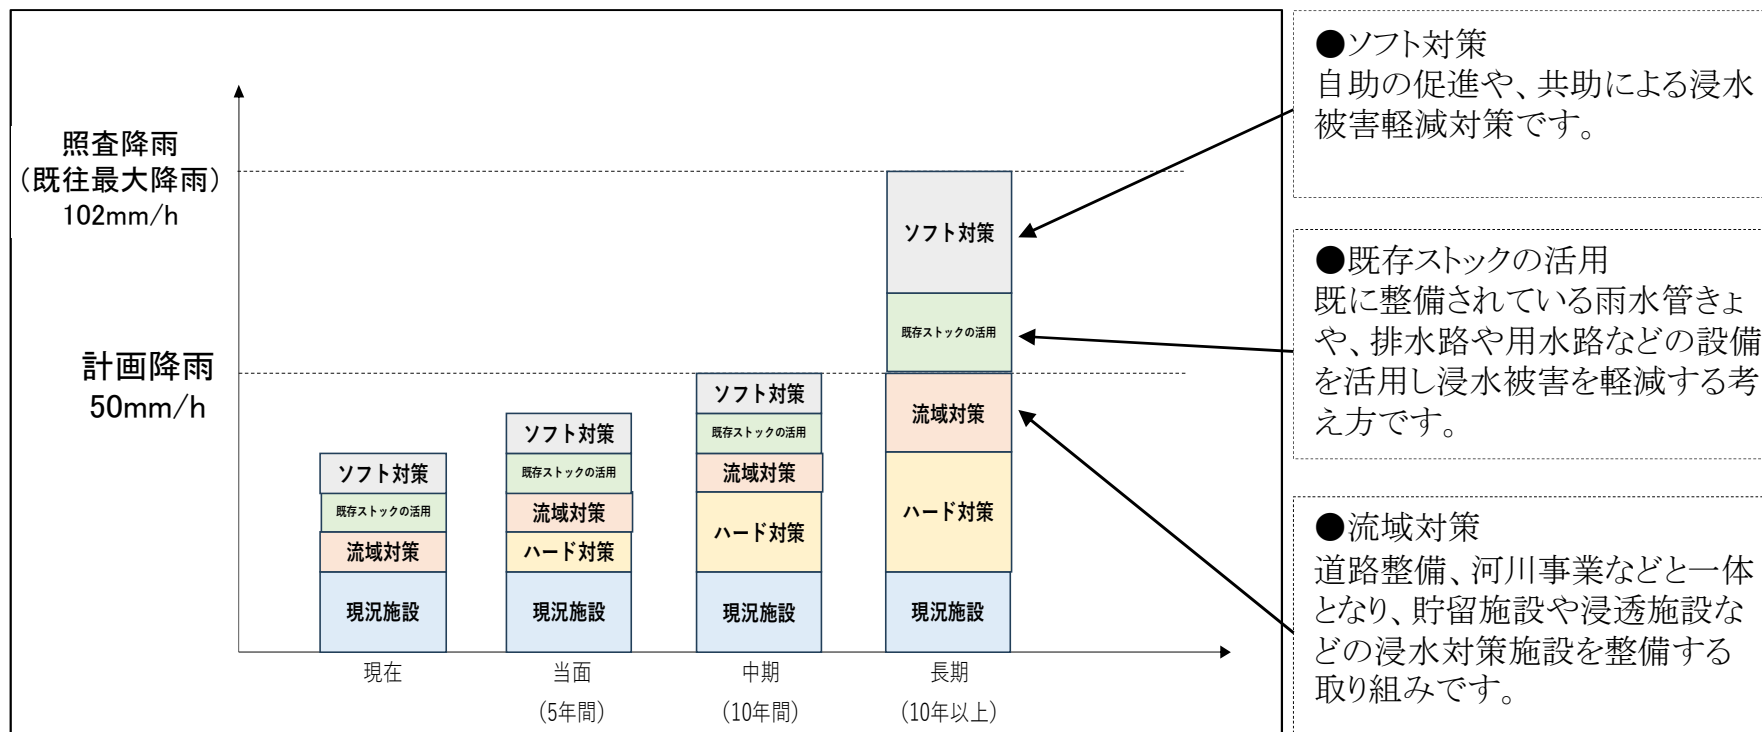 照査降雨
（既往最大降雨）
102mm/h
計画降雨
50mm/h
ソフト対策
既存ストックの活用
流域対策
現況施設
現在
ソフト対策
既存ストックの活用
流域対策
ハード対策
現況施設
当面
（5年間）
ソフト対策
既存ストックの活用
流域対策
ハード対策
現況施設
中期
（10年間）
ソフト対策
既存ストックの活用
流域対策
ハード対策
現況施設
長期
（10年以上）
●ソフト対策
自助の促進や、共助による浸水
被害軽減対策です。
●既存ストックの活用
既に整備されている雨水管きょ
や、排水路や用水路などの設備
を活用し浸水被害を軽減する考
え方です。
●流域対策
道路整備、河川事業などと一体
となり、貯留施設や浸透施設な
どの浸水対策施設を整備する
取り組みです。